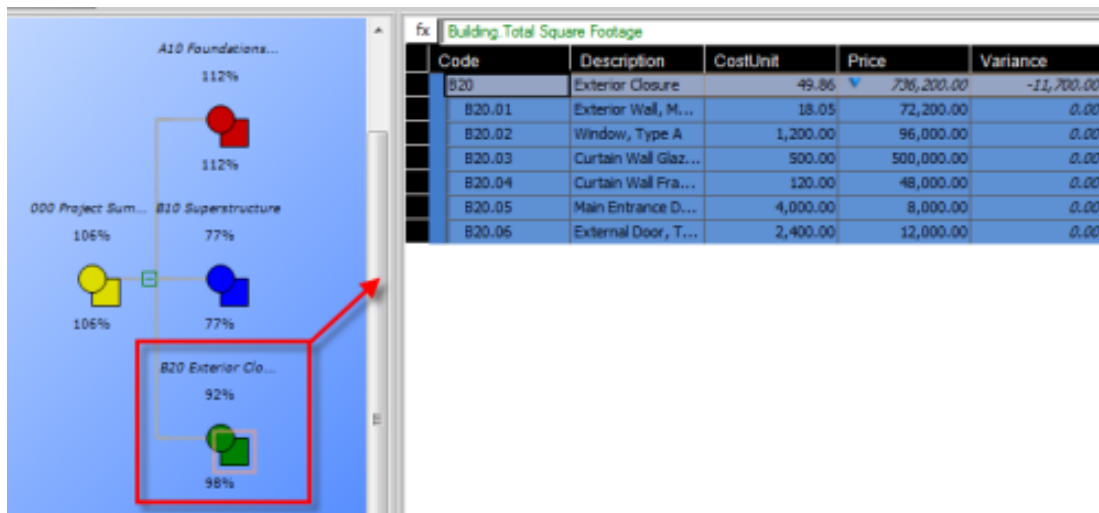 A10 Foundations...
112%
112%
000 Project Sum... B10 Superstructure
106% 77%
106% 77%
B20 Exterior Clo...
92%
98%
fx Building.Total Square Footage
Code Description CostUnit Price Variance
B20 Exterior Closure 49.86 736,200.00 -11,700.00
B20.01 Exterior Wall, M... 18.05 72,200.00 0.00
B20.02 Window, Type A 1,200.00 96,000.00 0.00
B20.03 Curtain Wall Glaz... 500.00 500,000.00 0.00
B20.04 Curtain Wall Fra... 120.00 48,000.00 0.00
B20.05 Main Entrance D... 4,000.00 8,000.00 0.00
B20.06 External Door, T... 2,400.00 12,000.00 0.00